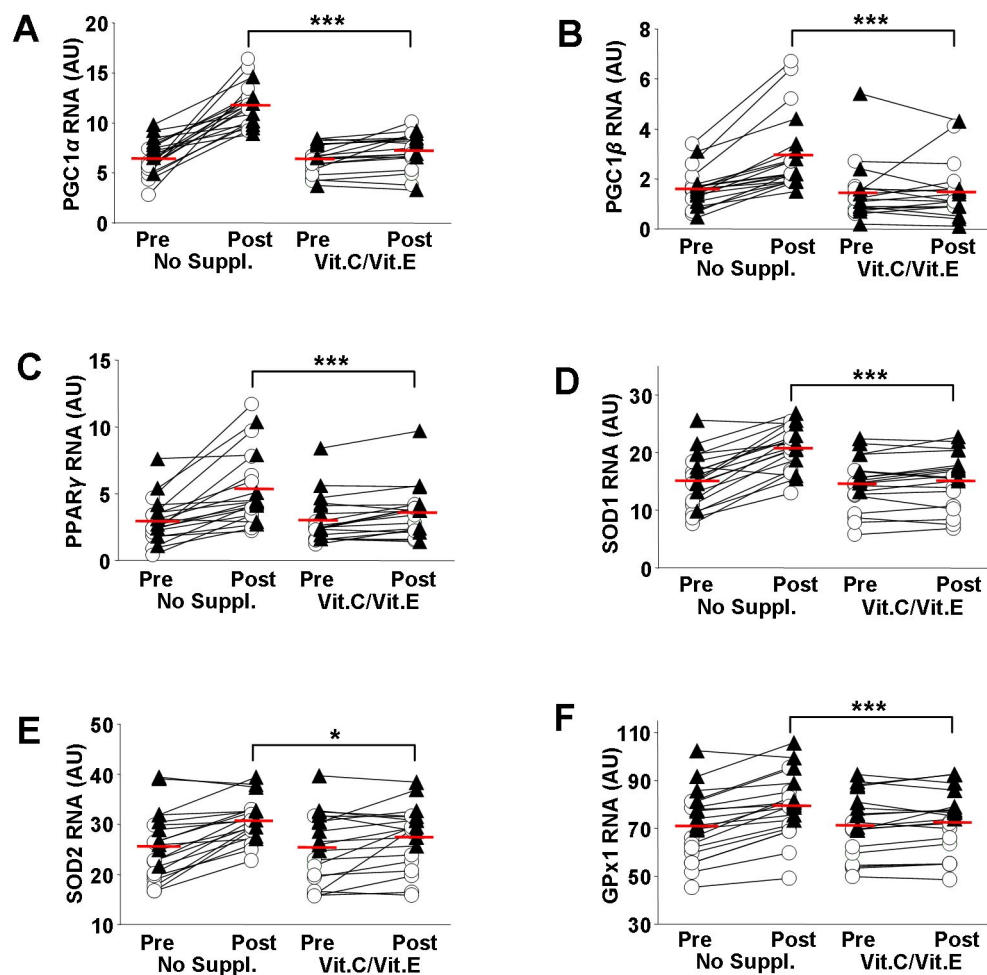 A
PGC1α RNA (AU)
20
15
10
5
0
***
Pre Post Pre Post
No Suppl. Vit.C/Vit.E
B
PGC1β RNA (AU)
8
6
4
2
0
***
Pre Post Pre Post
No Suppl. Vit.C/Vit.E
C
PPARγ RNA (AU)
15
10
5
0
***
Pre Post Pre Post
No Suppl. Vit.C/Vit.E
D
SOD1 RNA (AU)
30
20
10
0
***
Pre Post Pre Post
No Suppl. Vit.C/Vit.E
E
SOD2 RNA (AU)
50
40
30
20
10
*
Pre Post Pre Post
No Suppl. Vit.C/Vit.E
F
GPx1 RNA (AU)
110
90
70
50
30
***
Pre Post Pre Post
No Suppl. Vit.C/Vit.E